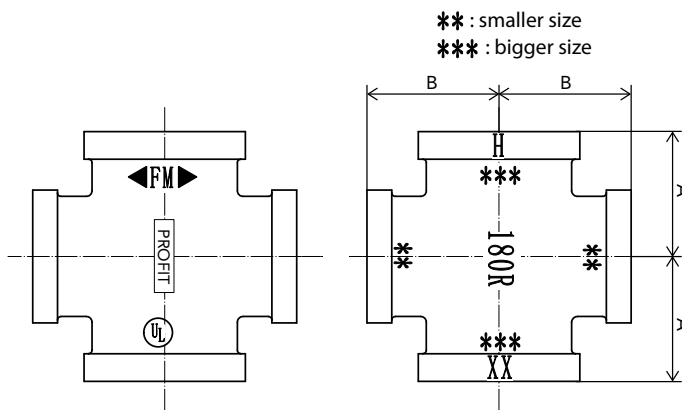 ** : smaller size
*** : bigger size
B B
H
FM
***
A
PROFIT
**
180R
**
UL
***
A
XX